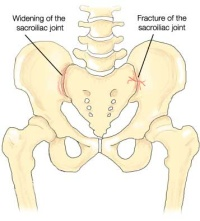 Widening of the
sacroiliac joint
Fracture of the
sacroiliac joint